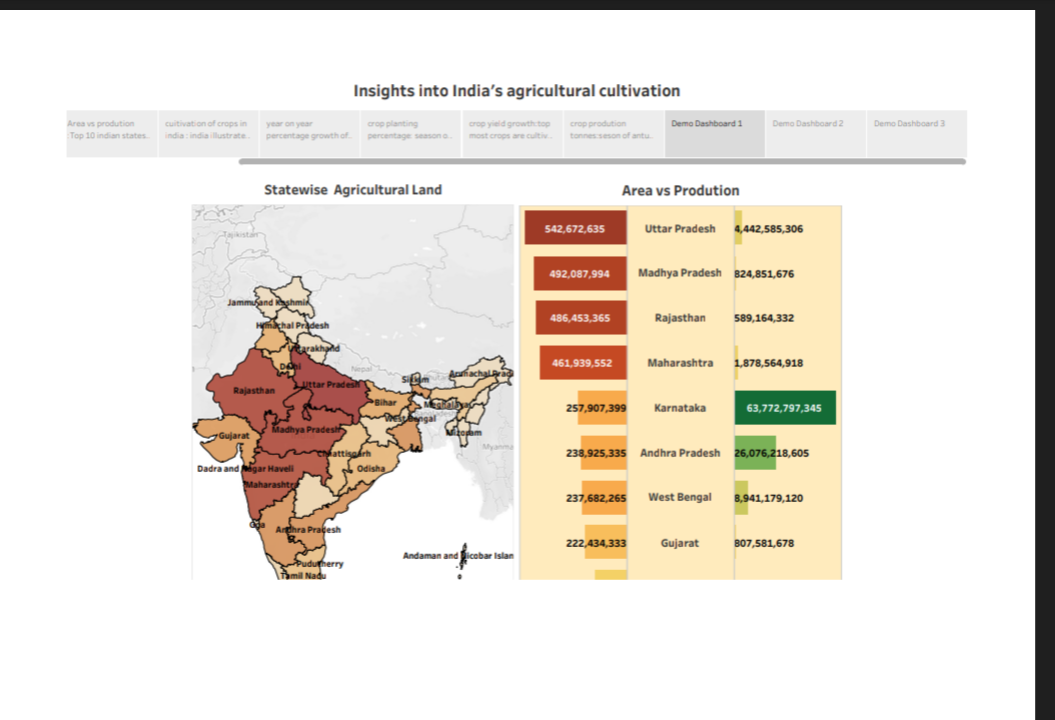 Insights into India's agricultural cultivation
Area vs prodution
Top 10 indian states..
cuitivation of crops in
india : india-illustrate..
year on year
percentage growth of..
crop planting
percentage: season o..
crop yield growth:top
most crops are cultiv..
crop prodution
tonnes:seson of antu..
Demo Dashboard 1
Demo Dashboard 2
Demo Dashboard 3
Statewise Agricultural Land
Tajikistan
Jammu and Kashmir
Himachal Pradesh
Uttarakhand
Delhi
Nepal
Rajasthan
Uttar Pradesh
Sikkim
Arunachal Prad
Bihar
Meghalaya
West Bengal
Gujarat
Madhya Pradesh
Mizoram
Myanma
Chhattisgarh
Dadra and Nagar Haveli
Odisha
Maharashtra
Goa
Andhra Pradesh
Andaman and Nicobar Islan
Puducherry
Tamil Nadu
Area vs Prodution
542,672,635 Uttar Pradesh 4,442,585,306
492,087,994 Madhya Pradesh 824,851,676
486,453,365 Rajasthan 589,164,332
461,939,552 Maharashtra 1,878,564,918
257,907,399 Karnataka 63,772,797,345
238,925,335 Andhra Pradesh 26,076,218,605
237,682,265 West Bengal 8,941,179,120
222,434,333 Gujarat 807,581,678